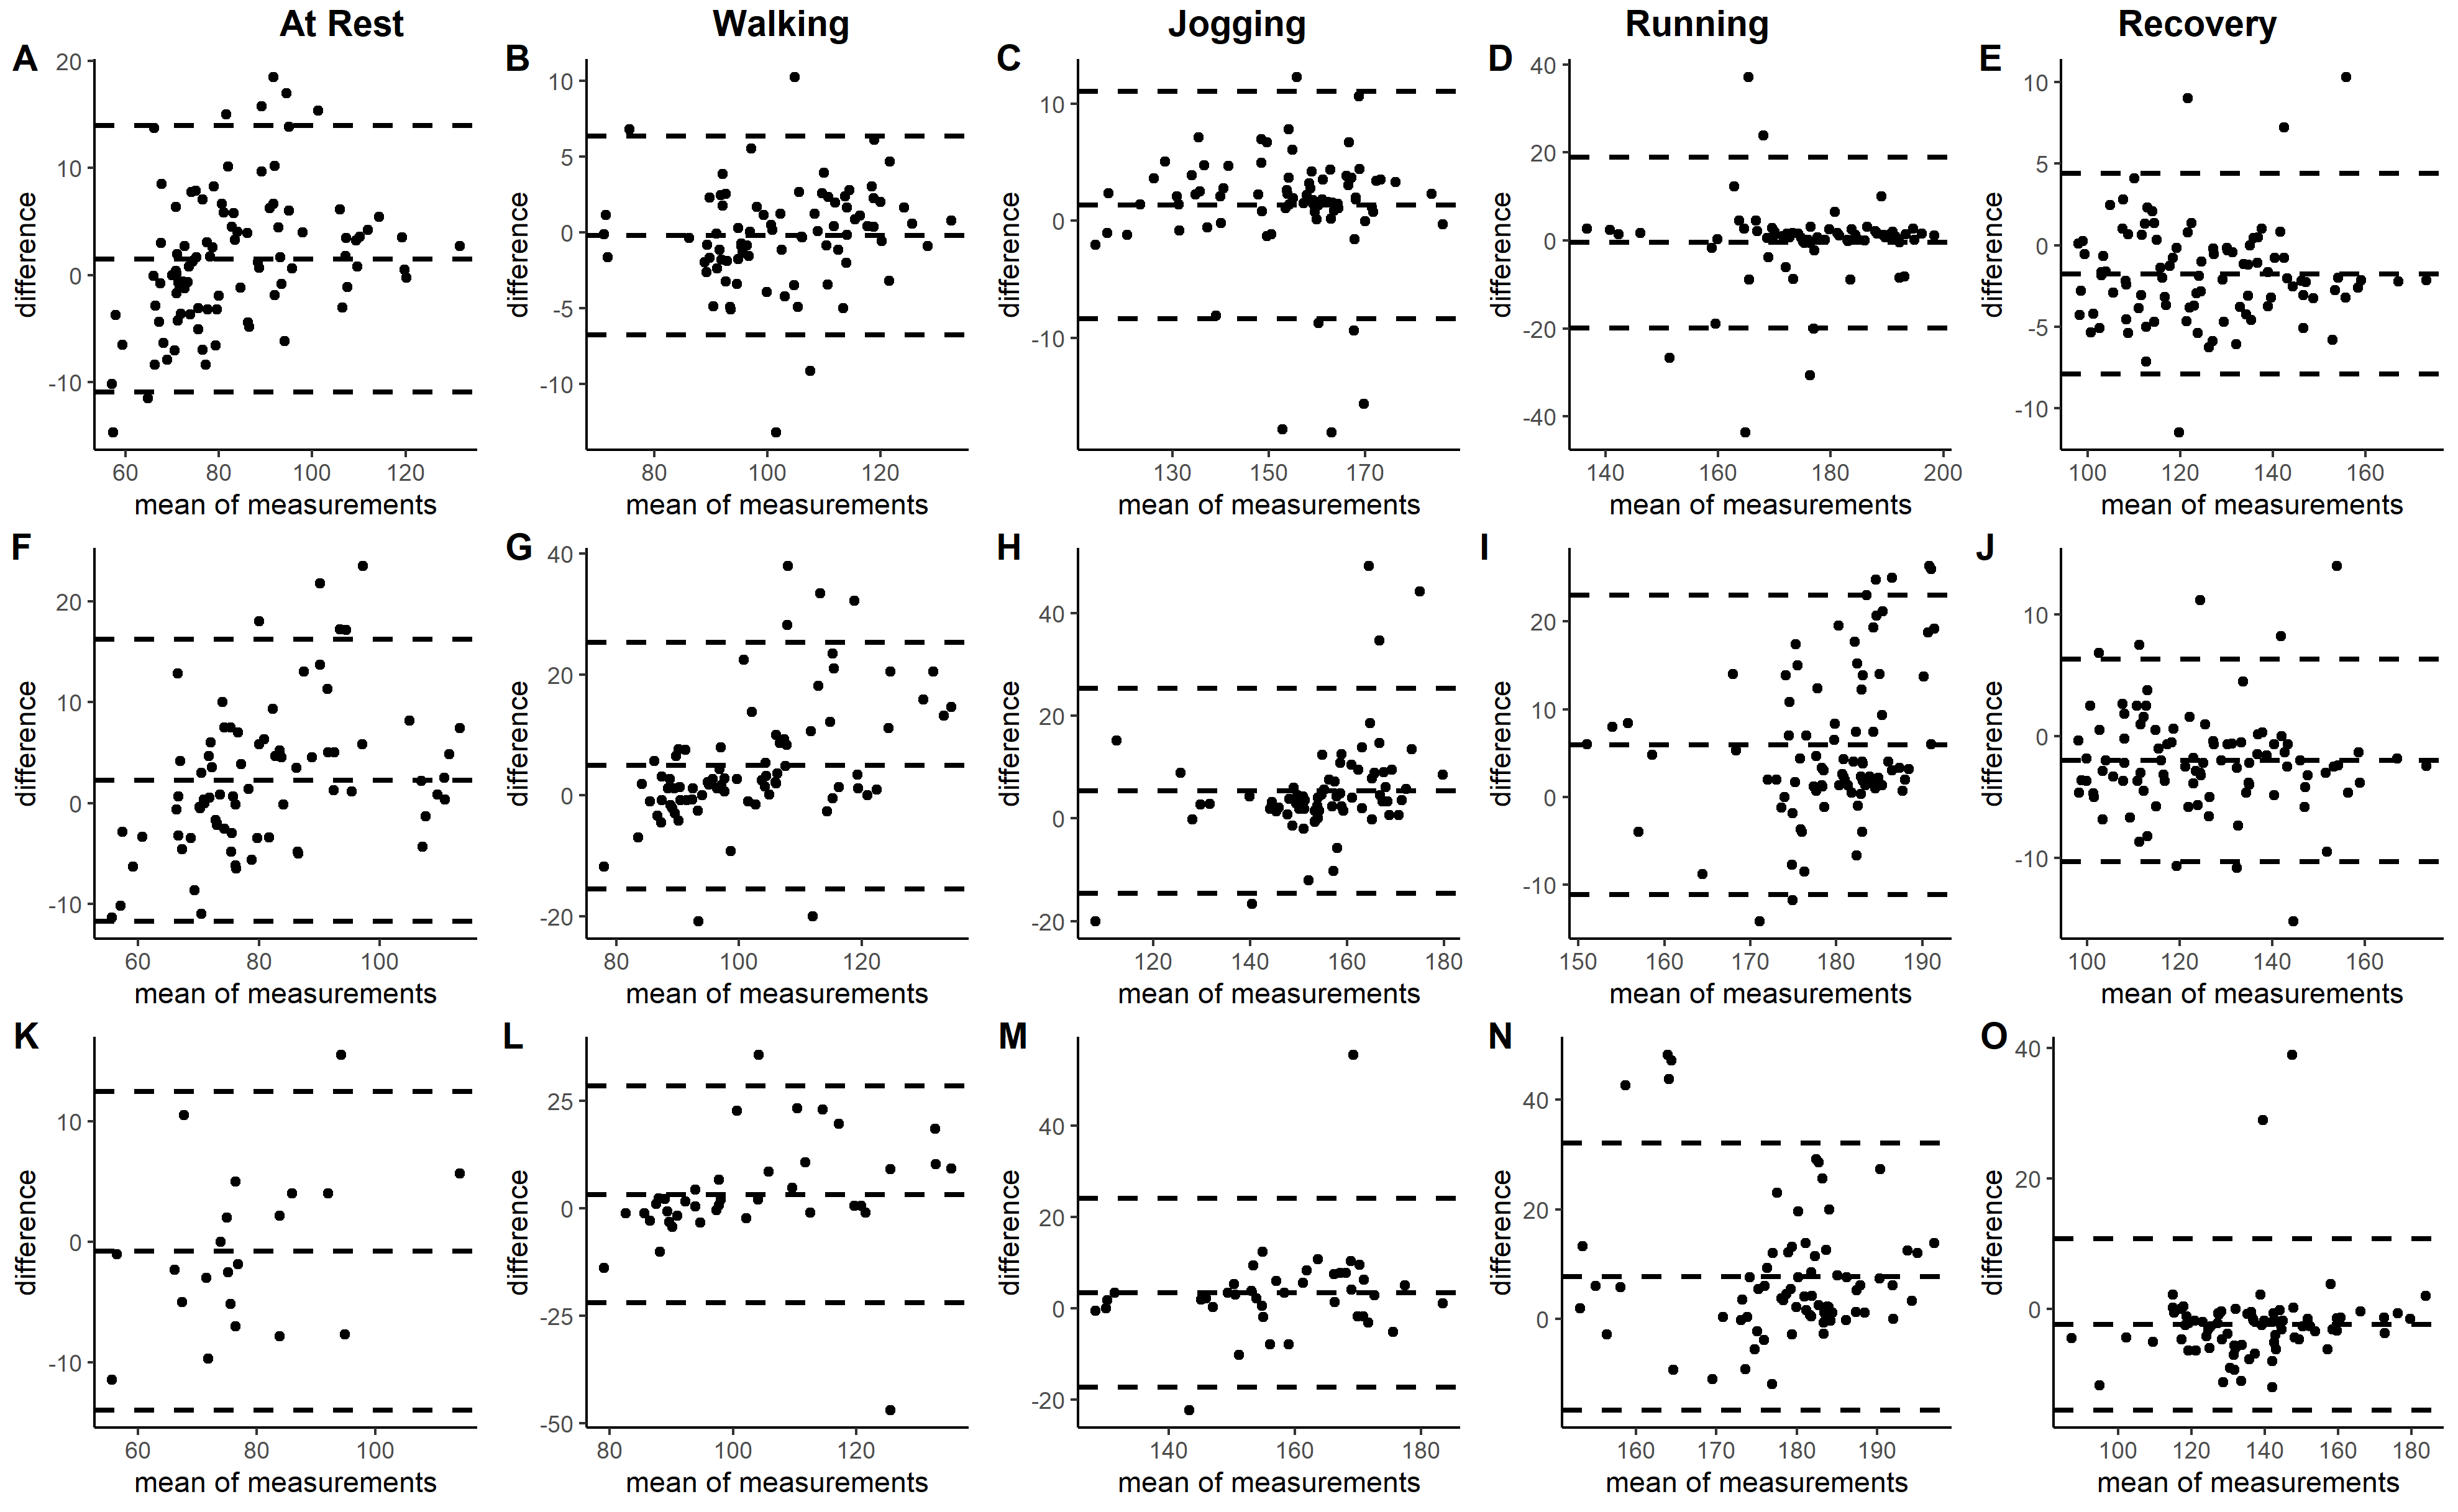 At Rest Walking Jogging Running Recovery
A B C D E
20 10 0 -10
difference
60 80 100 120
mean of measurements
10 5 0 -5 -10
difference
80 100 120
mean of measurements
10 0 -10
difference
130 150 170
mean of measurements
40 20 0 -20 -40
difference
140 160 180 200
mean of measurements
10 5 0 -5 -10
difference
100 120 140 160
mean of measurements
F G H I J
20 10 0 -10
difference
60 80 100
mean of measurements
40 20 0 -20
difference
80 100 120
mean of measurements
40 20 0 -20
difference
120 140 160 180
mean of measurements
20 10 0 -10
difference
150 160 170 180 190
mean of measurements
10 0 -10
difference
100 120 140 160
mean of measurements
K L M N O
10 0 -10
difference
60 80 100
mean of measurements
25 0 -25 -50
difference
80 100 120
mean of measurements
40 20 0 -20
difference
140 160 180
mean of measurements
40 20 0
difference
160 170 180 190
mean of measurements
40 20 0
difference
100 120 140 160 180
mean of measurements